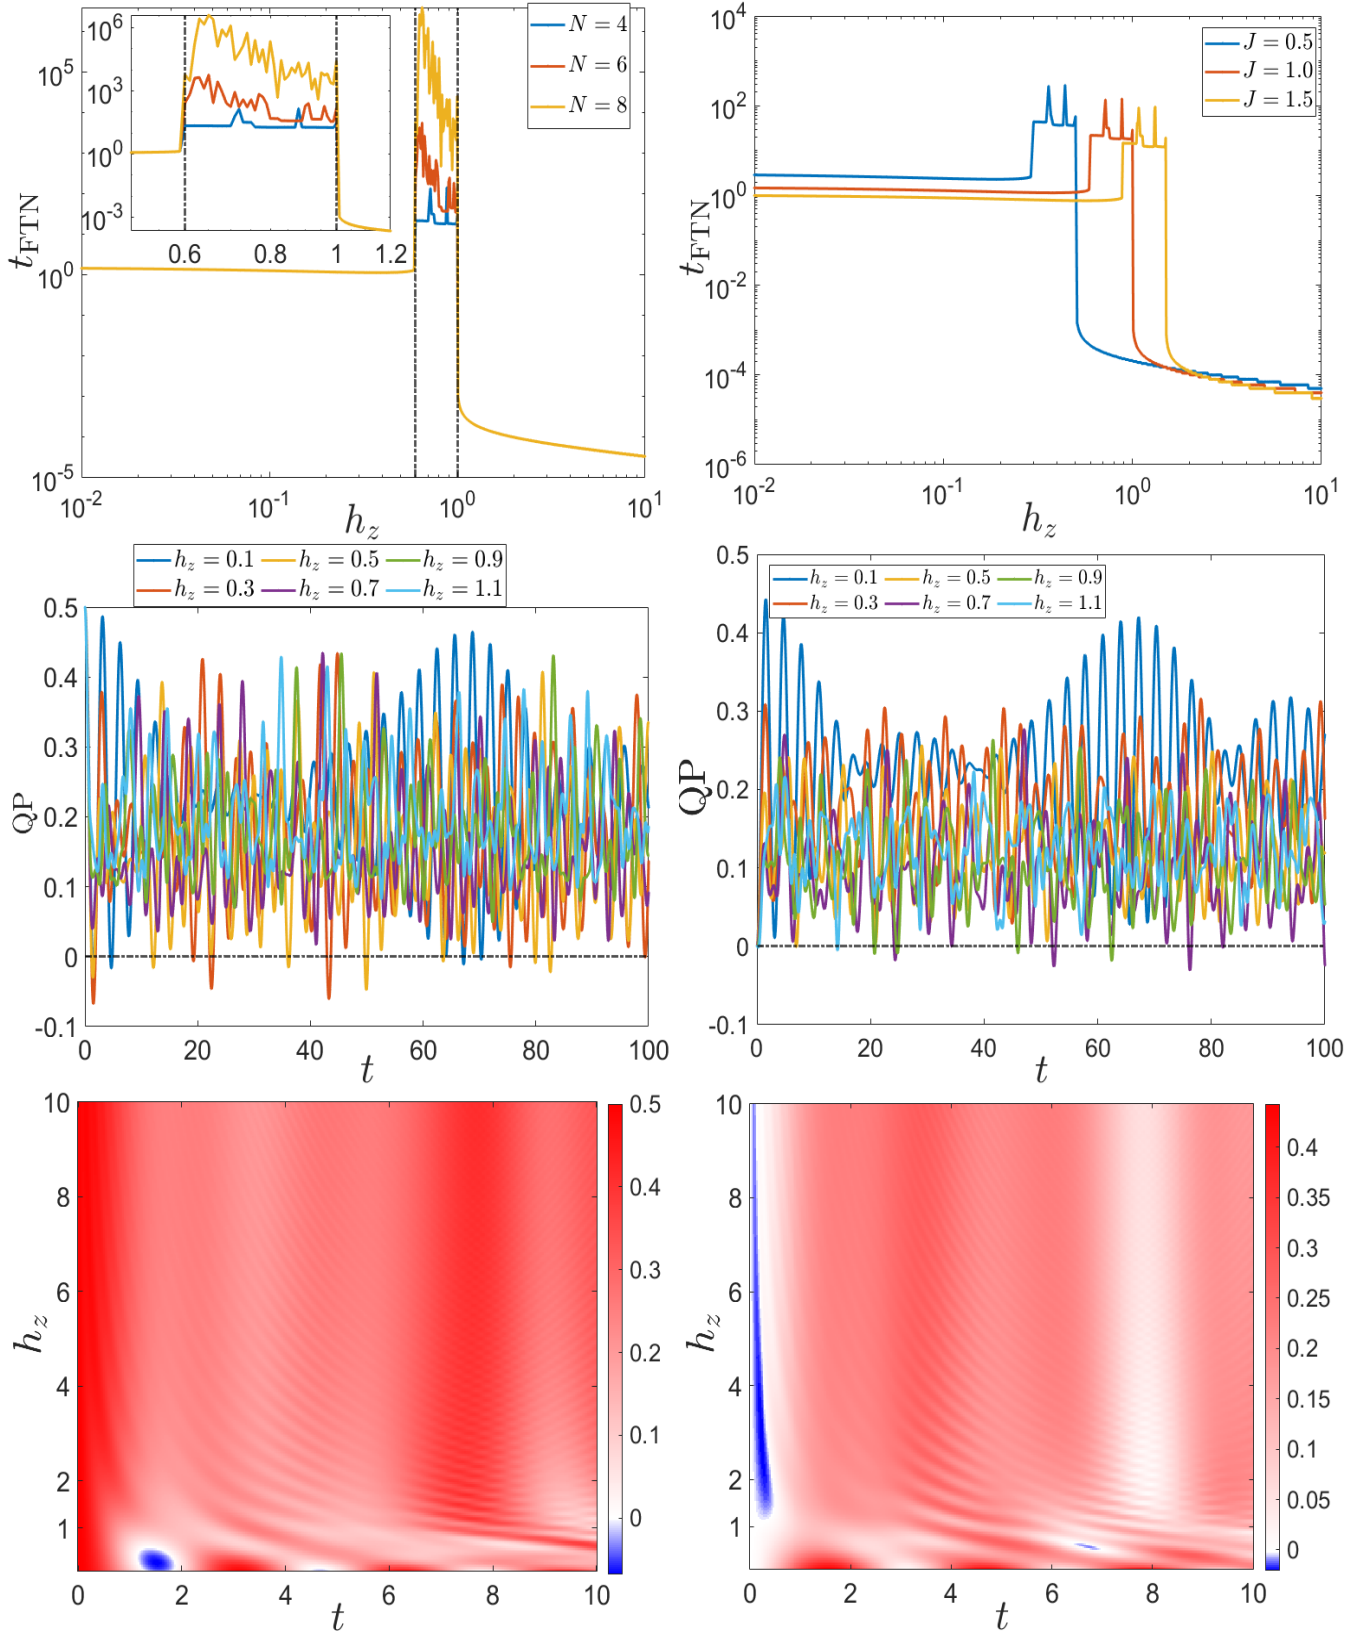 10^6
10^3
10^0
10^-3
0.6 0.8 1 1.2
N = 4
N = 6
N = 8
10^5
10^0
10^-5
t_FTN
10^-2 10^-1 10^0 10^1
h_z
J = 0.5
J = 1.0
J = 1.5
10^4
10^2
10^0
10^-2
10^-4
10^-6
t_FTN
10^-2 10^-1 10^0 10^1
h_z
h_z = 0.1 h_z = 0.5 h_z = 0.9
h_z = 0.3 h_z = 0.7 h_z = 1.1
0.5
0.4
0.3
0.2
0.1
0
-0.1
QP
0 20 40 60 80 100
t
h_z = 0.1 h_z = 0.5 h_z = 0.9
h_z = 0.3 h_z = 0.7 h_z = 1.1
0.5
0.4
0.3
0.2
0.1
0
-0.1
QP
0 20 40 60 80 100
t
10
8
6
4
2
1
h_z
0 2 4 6 8 10
t
0.5
0.4
0.3
0.2
0.1
0
10
8
6
4
2
1
h_z
0 2 4 6 8 10
t
0.4
0.35
0.3
0.25
0.2
0.15
0.1
0.05
0